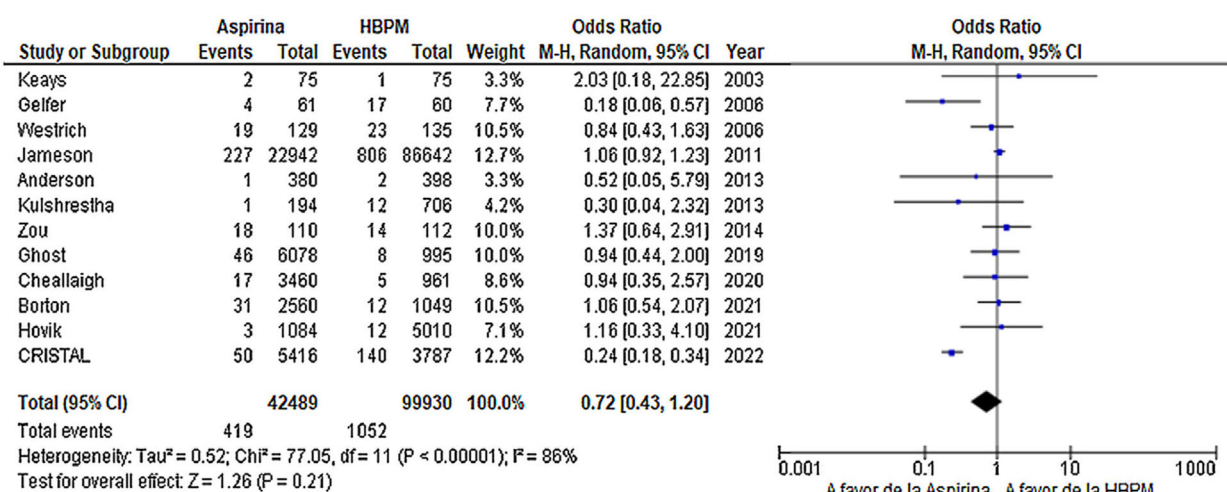 Aspirina HBPM Odds Ratio Odds Ratio
Study or Subgroup Events Total Events Total Weight M-H, Random, 95% CI Year M-H, Random, 95% CI
Keays 2 75 1 75 3.3% 2.03 [0.18, 22.85] 2003
Gelfer 4 61 17 60 7.7% 0.18 [0.06, 0.57] 2006
Westrich 19 129 23 135 10.5% 0.84 [0.43, 1.63] 2006
Jameson 227 22942 806 86642 12.7% 1.06 [0.92, 1.23] 2011
Anderson 1 380 2 398 3.3% 0.52 [0.05, 5.79] 2013
Kulshrestha 1 194 12 706 4.2% 0.30 [0.04, 2.32] 2013
Zou 18 110 14 112 10.0% 1.37 [0.64, 2.91] 2014
Ghost 46 6078 8 995 10.0% 0.94 [0.44, 2.00] 2019
Cheallaigh 17 3460 5 961 8.6% 0.94 [0.35, 2.57] 2020
Borton 31 2560 12 1049 10.5% 1.06 [0.54, 2.07] 2021
Hovik 3 1084 12 5010 7.1% 1.16 [0.33, 4.10] 2021
CRISTAL 50 5416 140 3787 12.2% 0.24 [0.18, 0.34] 2022
Total (95% CI) 42489 99930 100.0% 0.72 [0.43, 1.20]
Total events 419 1052
Heterogeneity: Tau² = 0.52; Chi² = 77.05, df = 11 (P < 0.00001); I² = 86%
Test for overall effect: Z = 1.26 (P = 0.21)
0.001 0.1 1 10 1000
A favor de la Aspirina A favor de la HBPM